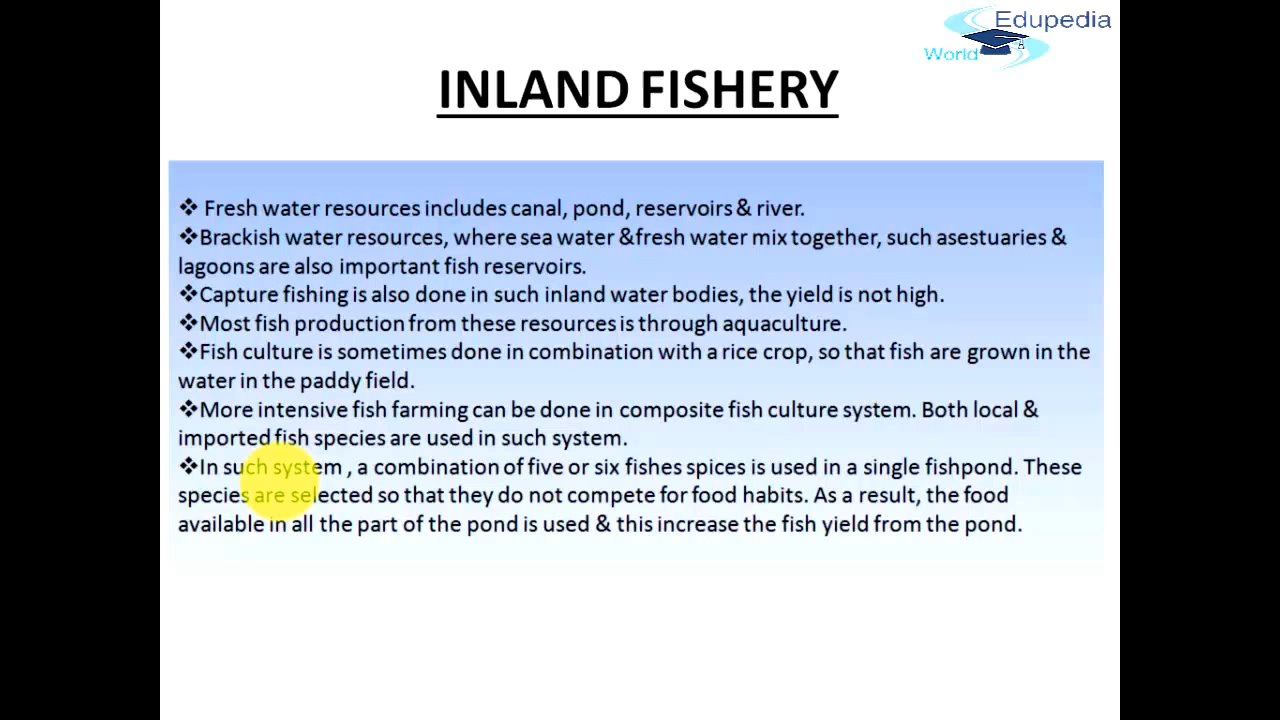 Edupedia
World
INLAND FISHERY
❖ Fresh water resources includes canal, pond, reservoirs & river.
❖Brackish water resources, where sea water &fresh water mix together, such asestuaries &
lagoons are also important fish reservoirs.
❖Capture fishing is also done in such inland water bodies, the yield is not high.
❖Most fish production from these resources is through aquaculture.
❖Fish culture is sometimes done in combination with a rice crop, so that fish are grown in the
water in the paddy field.
❖More intensive fish farming can be done in composite fish culture system. Both local &
imported fish species are used in such system.
❖In such system , a combination of five or six fishes spices is used in a single fishpond. These
species are selected so that they do not compete for food habits. As a result, the food
available in all the part of the pond is used & this increase the fish yield from the pond.